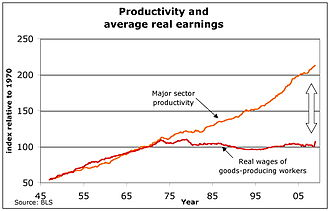 Productivity and
average real earnings
index relative to 1970
250
200
150
100
50
Major sector
productivity
Real wages of
goods-producing workers
47
55
65
75
85
95
05
Year
Source: BLS